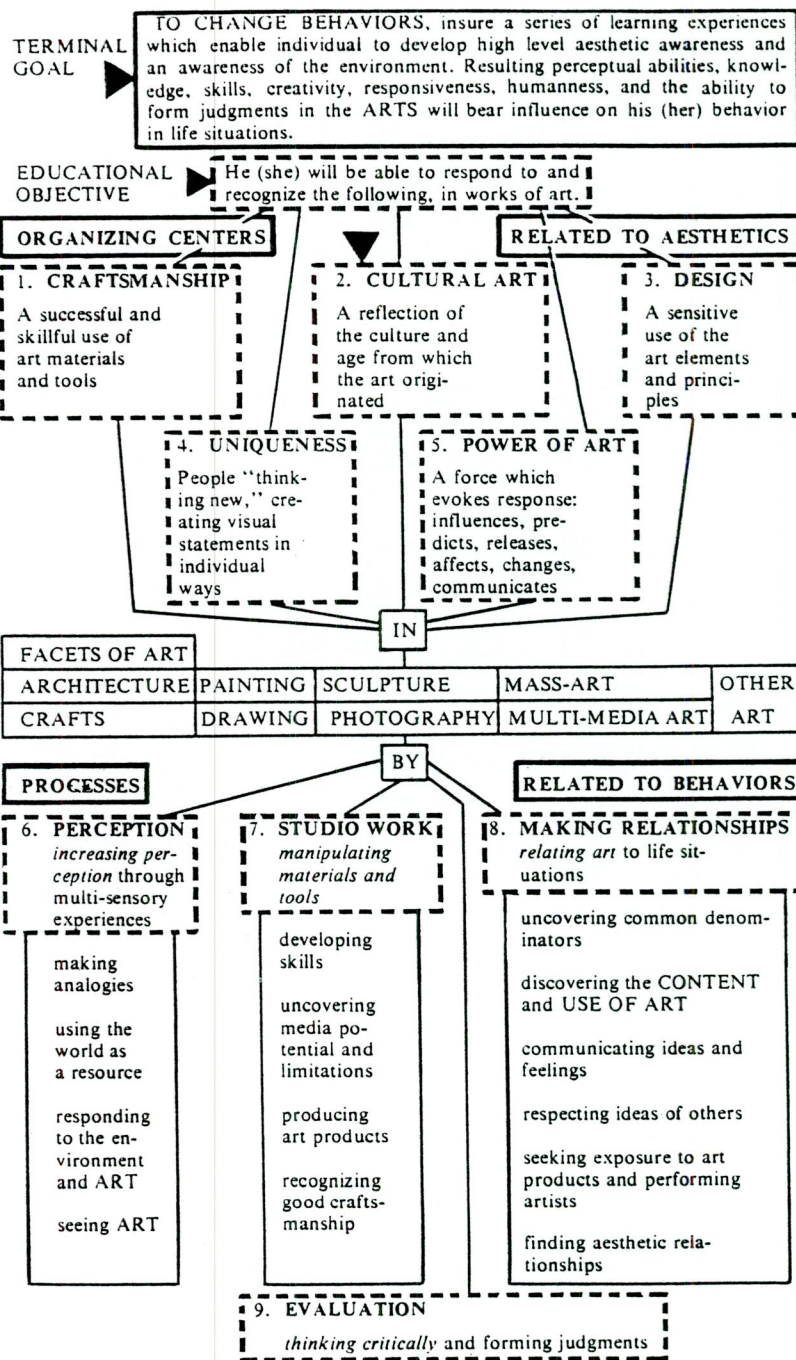 TERMINAL
GOAL
TO CHANGE BEHAVIORS, insure a series of learning experiences
which enable individual to develop high level aesthetic awareness and
an awareness of the environment. Resulting perceptual abilities, knowl-
edge, skills, creativity, responsiveness, humanness, and the ability to
form judgments in the ARTS will bear influence on his (her) behavior
in life situations.
EDUCATIONAL
OBJECTIVE
He (she) will be able to respond to and
recognize the following, in works of art.
ORGANIZING CENTERS
RELATED TO AESTHETICS
1. CRAFTSMANSHIP
A successful and
skillful use of
art materials
and tools
2. CULTURAL ART
A reflection of
the culture and
age from which
the art origi-
nated
3. DESIGN
A sensitive
use of the
art elements
and princi-
ples
4. UNIQUENESS
People "think-
ing new," cre-
ating visual
statements in
individual
ways
5. POWER OF ART
A force which
evokes response:
influences, pre-
dicts, releases,
affects, changes,
communicates
IN
FACETS OF ART
ARCHITECTURE PAINTING SCULPTURE MASS-ART OTHER
CRAFTS DRAWING PHOTOGRAPHY MULTI-MEDIA ART ART
BY
PROCESSES
RELATED TO BEHAVIORS
6. PERCEPTION
increasing per-
ception through
multi-sensory
experiences
making
analogies
using the
world as
a resource
responding
to the en-
vironment
and ART
seeing ART
7. STUDIO WORK
manipulating
materials and
tools
developing
skills
uncovering
media po-
tential and
limitations
producing
art products
recognizing
good crafts-
manship
8. MAKING RELATIONSHIPS
relating art to life sit-
uations
uncovering common denom-
inators
discovering the CONTENT
and USE OF ART
communicating ideas and
feelings
respecting ideas of others
seeking exposure to art
products and performing
artists
finding aesthetic rela-
tionships
9. EVALUATION
thinking critically and forming judgments